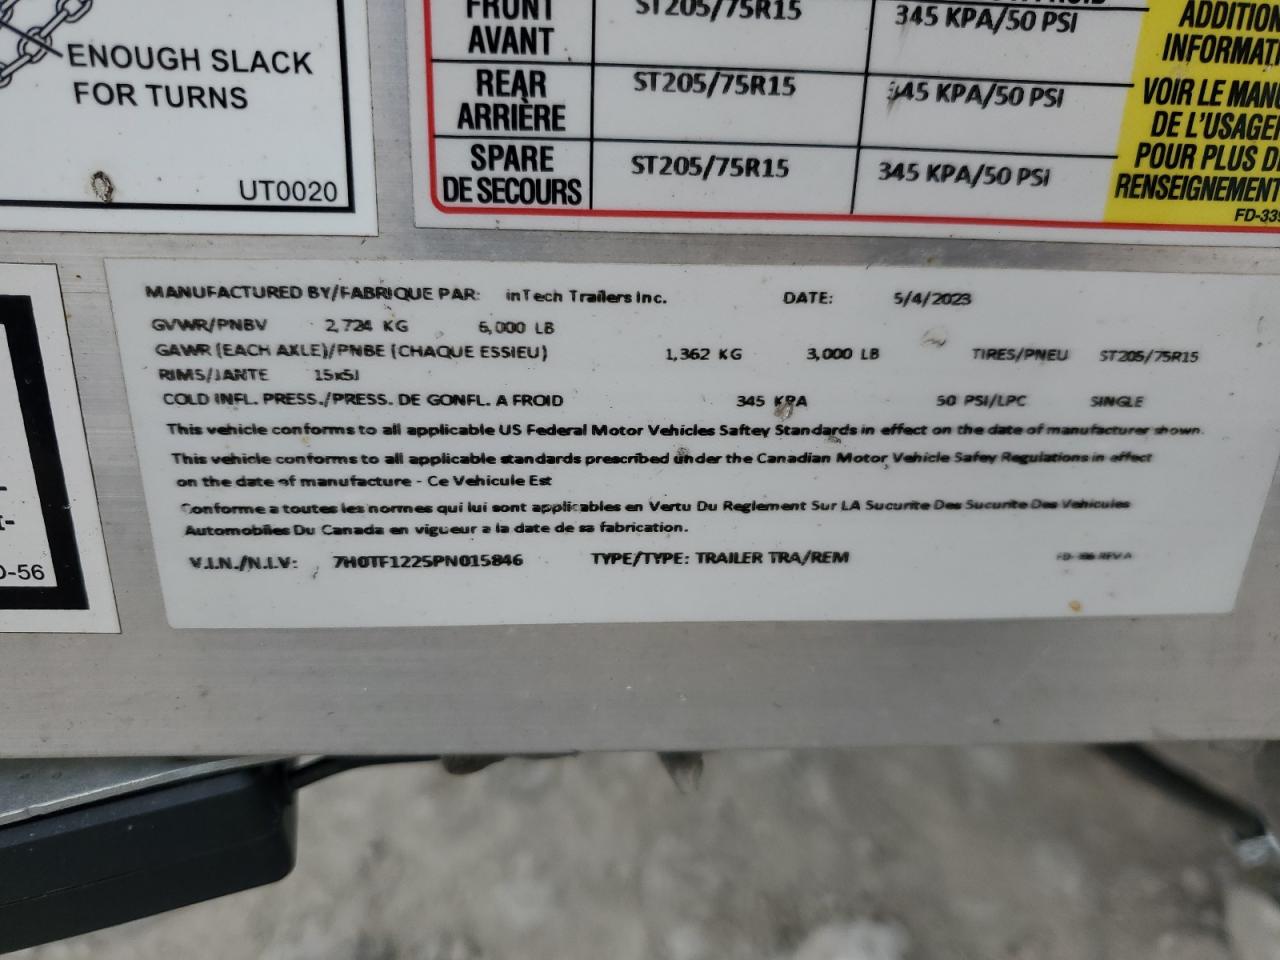 ENOUGH SLACK
FOR TURNS
UT0020
FRONT ST205/75R15 345 KPA/50 PSI
AVANT
REAR ST205/75R15 345 KPA/50 PSI
ARRIÈRE
SPARE ST205/75R15 345 KPA/50 PSI
DE SECOURS
VOIR LE
DE L'USAGER
POUR PLUS
RENSEIGNEMENT
MANUFACTURED BY/FABRIQUE PAR: inTech Trailers Inc. DATE: 5/4/2023
GVWR/PNBV 2,724 KG 6,000 LB
GAWR (EACH AXLE)/PNBE (CHAQUE ESSIEU) 1,362 KG 3,000 LB TIRES/PNEU ST205/75R15
RIMS/JANTE 15x5J
COLD INFL. PRESS./PRESS. DE GONFL. A FROID 345 KPA 50 PSI/LPC SINGLE
This vehicle conforms to all applicable US Federal Motor Vehicles Saftey Standards in effect on the date of manufacturer shown.
This vehicle conforms to all applicable standards prescribed under the Canadian Motor Vehicle Safey Regulations in effect
on the date of manufacture - Ce Vehicule Est
Conforme a toutes les normes qui lui sont applicables en Vertu Du Reglement Sur LA Sucurite Des Sucurite Des Vehicules
Automobiles Du Canada en vigueur a la date de sa fabrication.
V.I.N./N.I.V: 7H0TF1225PN015846 TYPE/TYPE: TRAILER TRA/REM